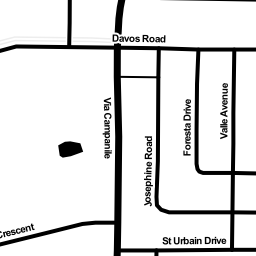 Davos Road
Via Campanile
Josephine Road
Foresta Drive
Valle Avenue
Crescent
St Urbain Drive